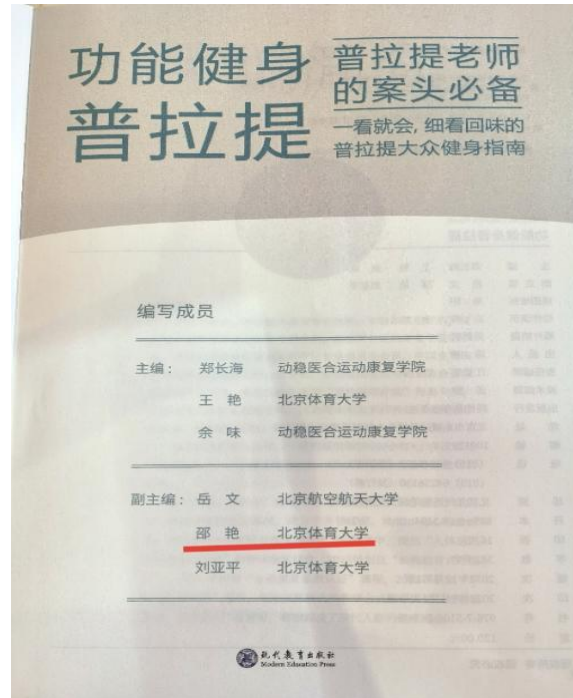 功能健身
普拉提
普拉提老师
的案头必备
一看就会, 细看回味的
普拉提大众健身指南
编写成员
主编： 郑长海 动稳医合运动康复学院
王 艳 北京体育大学
余 味 动稳医合运动康复学院
副主编： 岳 文 北京航空航天大学
邵 艳 北京体育大学
刘亚平 北京体育大学
现代教育出版社
Modern Education Press